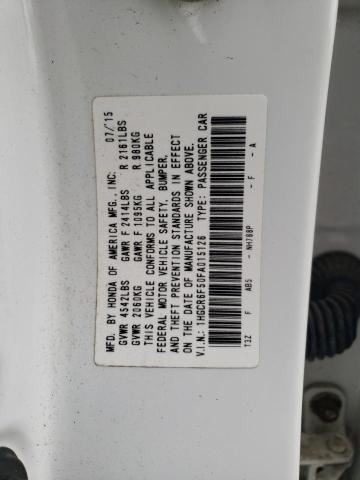 MFD. BY HONDA OF AMERICA MFG., INC. 07/'15
GVWR 4542LBS GAWR F 2414LBS R 2161LBS
GVWR 2060KG GAWR F 1095KG R 980KG
THIS VEHICLE CONFORMS TO ALL APPLICABLE
FEDERAL MOTOR VEHICLE SAFETY, BUMPER,
AND THEFT PREVENTION STANDARDS IN EFFECT
ON THE DATE OF MANUFACTURE SHOWN ABOVE.
V.I.N.: 1HGCR6F50FA015126 TYPE: PASSENGER CAR
T3Z F AB5 - NH788P - F - A